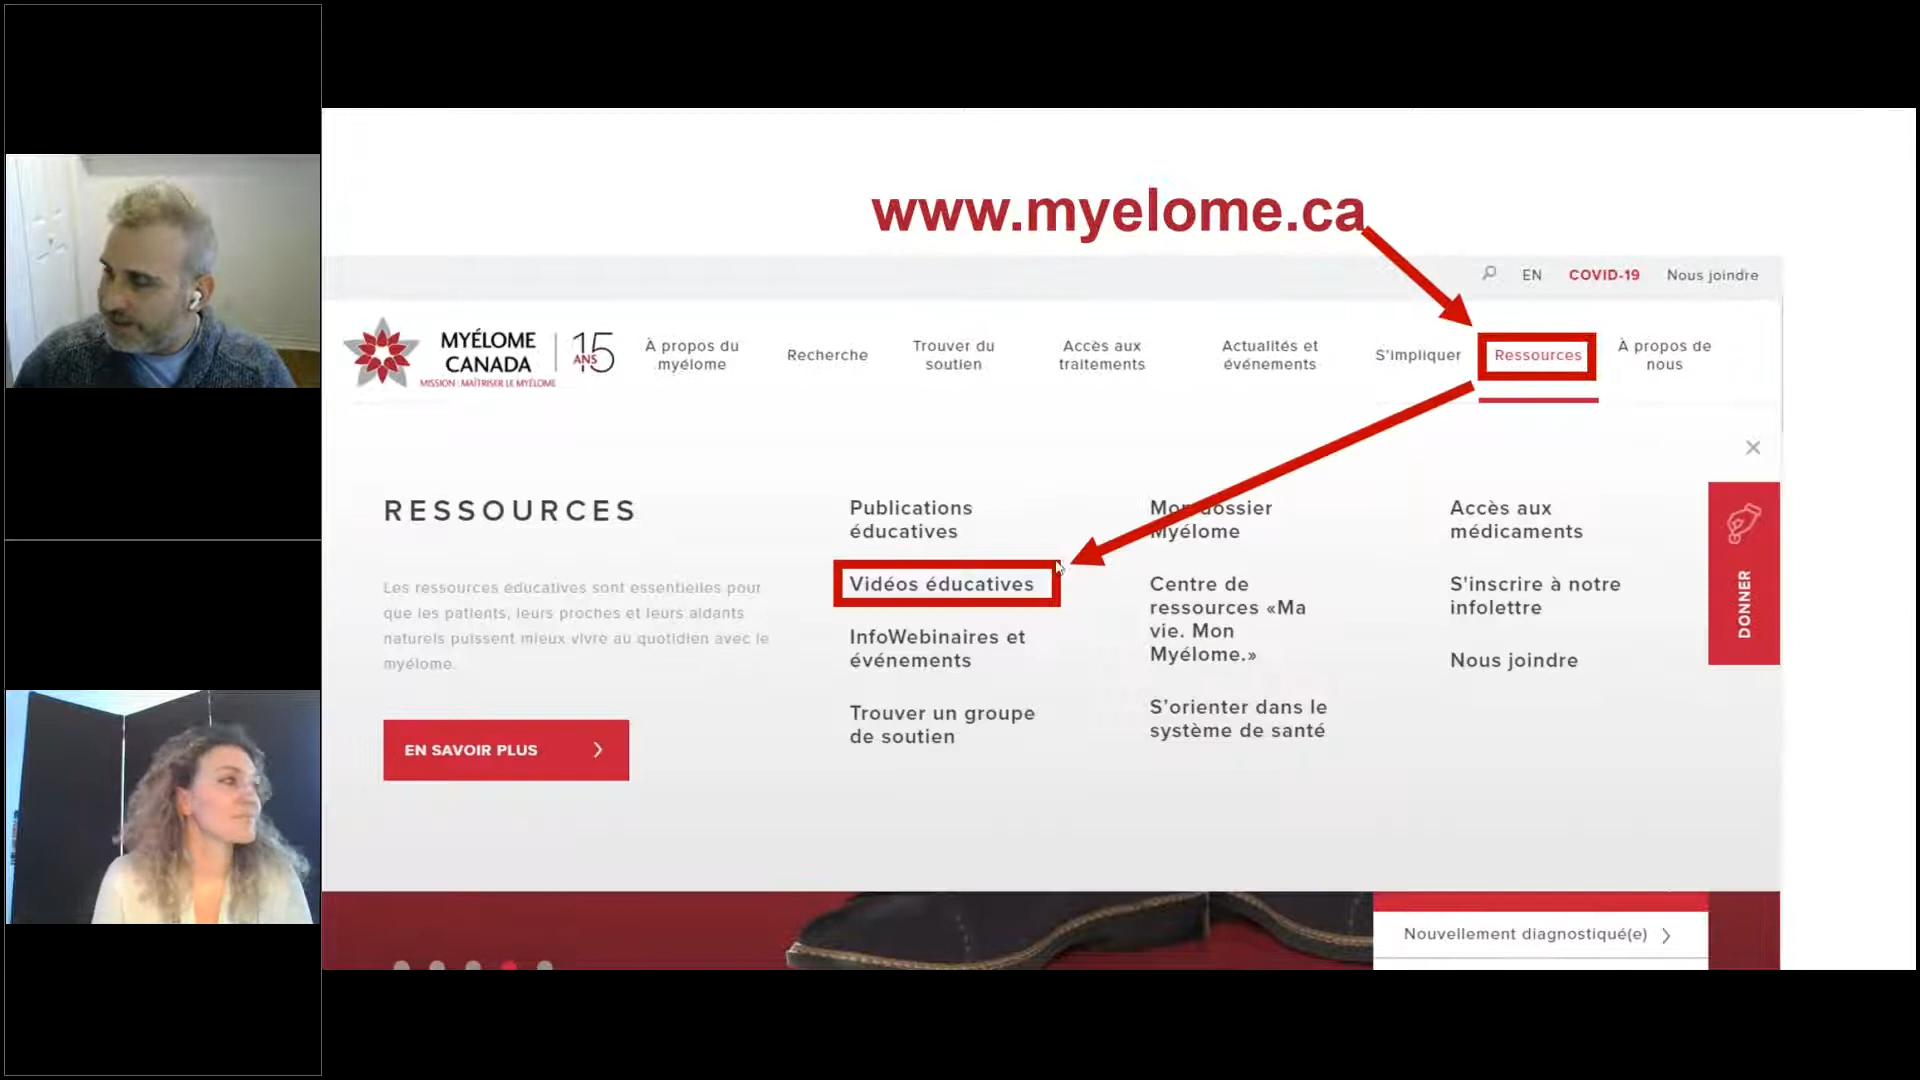 www.myelome.ca
EN
COVID-19
Nous joindre
MYÉLOME
CANADA
MISSION : MAÎTRISER LE MYÉLOME
15
ANS
À propos du
myélome
Recherche
Trouver du
soutien
Accès aux
traitements
Actualités et
événements
S'impliquer
Ressources
À propos de
nous
RESSOURCES
Les ressources éducatives sont essentielles pour
que les patients, leurs proches et leurs aidants
naturels puissent mieux vivre au quotidien avec le
myélome.
EN SAVOIR PLUS
Publications
éducatives
Vidéos éducatives
InfoWebinaires et
événements
Trouver un groupe
de soutien
Mon dossier
Myélome
Centre de
ressources «Ma
vie. Mon
Myélome.»
S'orienter dans le
système de santé
Accès aux
médicaments
S'inscrire à notre
infolettre
Nous joindre
DONNER
Nouvellement diagnostiqué(e)